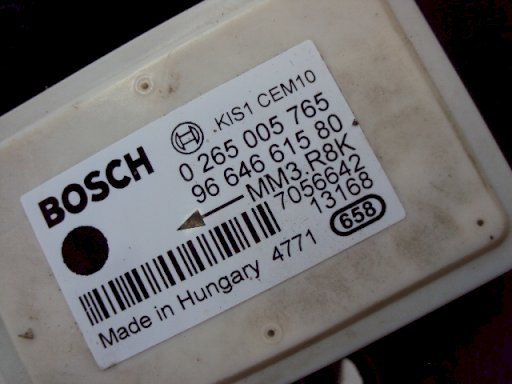 BOSCH
.KIS1 CEM10
0 265 005 765
96 646 615 80
MM3.R8K
7056642
13168
658
4771
Made in Hungary